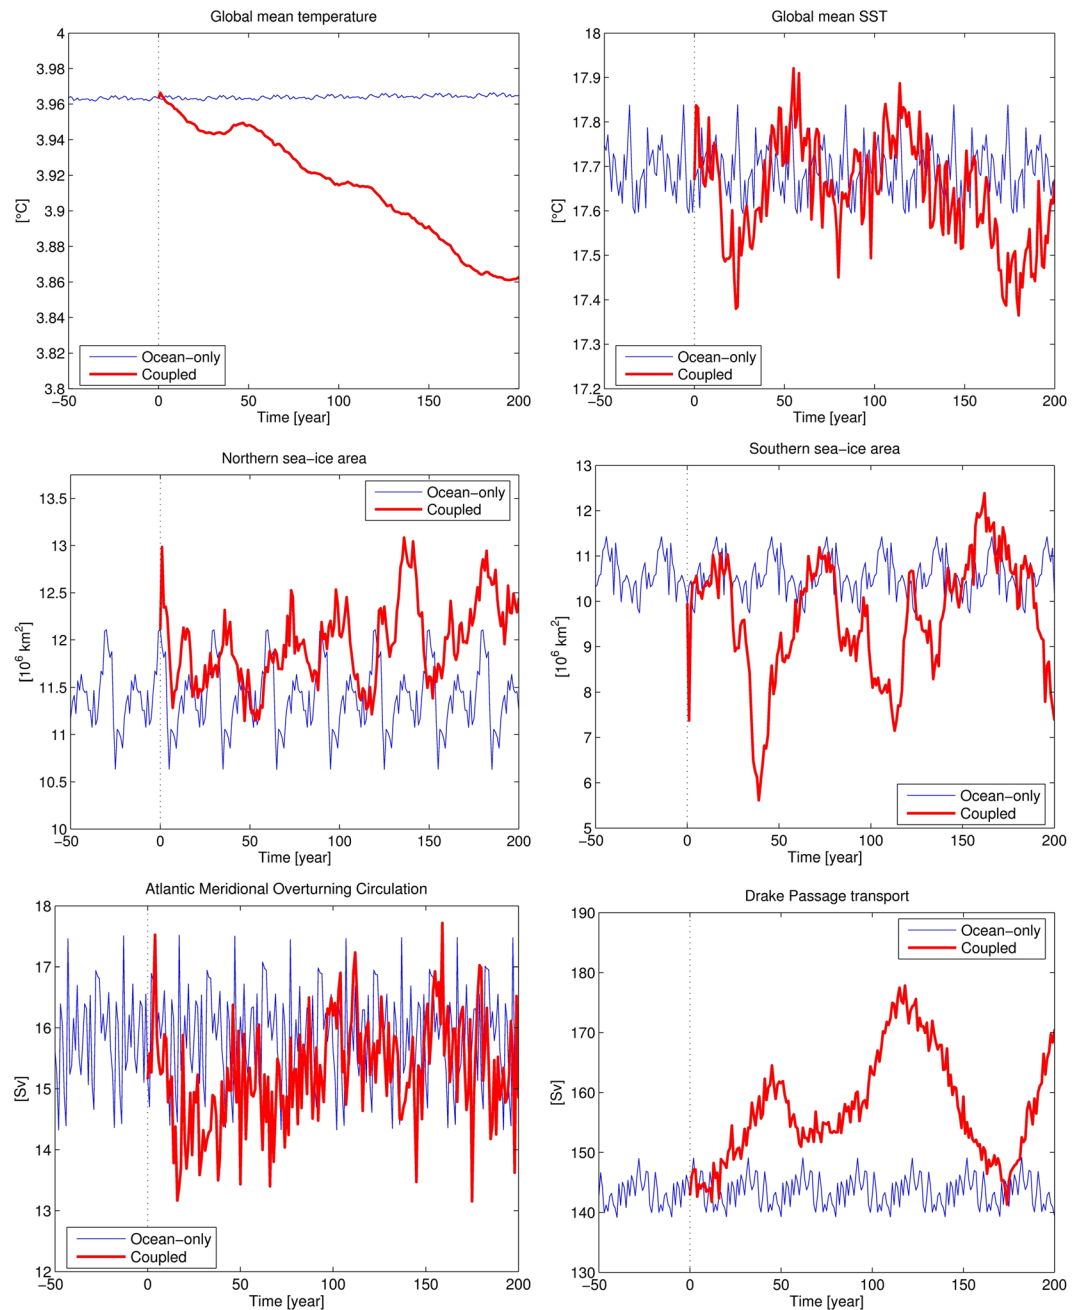 Global mean temperature
4
3.98
3.96
3.94
3.92
3.9
3.88
3.86
3.84
3.82
3.8
[°C]
Ocean−only
Coupled
−50 0 50 100 150 200
Time [year]
Global mean SST
18
17.9
17.8
17.7
17.6
17.5
17.4
17.3
17.2
[°C]
Ocean−only
Coupled
−50 0 50 100 150 200
Time [year]
Northern sea−ice area
13.5
13
12.5
12
11.5
11
10.5
10
[10⁶ km²]
Ocean−only
Coupled
−50 0 50 100 150 200
Time [year]
Southern sea−ice area
13
12
11
10
9
8
7
6
5
[10⁶ km²]
Ocean−only
Coupled
−50 0 50 100 150 200
Time [year]
Atlantic Meridional Overturning Circulation
18
17
16
15
14
13
12
[Sv]
Ocean−only
Coupled
−50 0 50 100 150 200
Time [year]
Drake Passage transport
190
180
170
160
150
140
130
[Sv]
Ocean−only
Coupled
−50 0 50 100 150 200
Time [year]